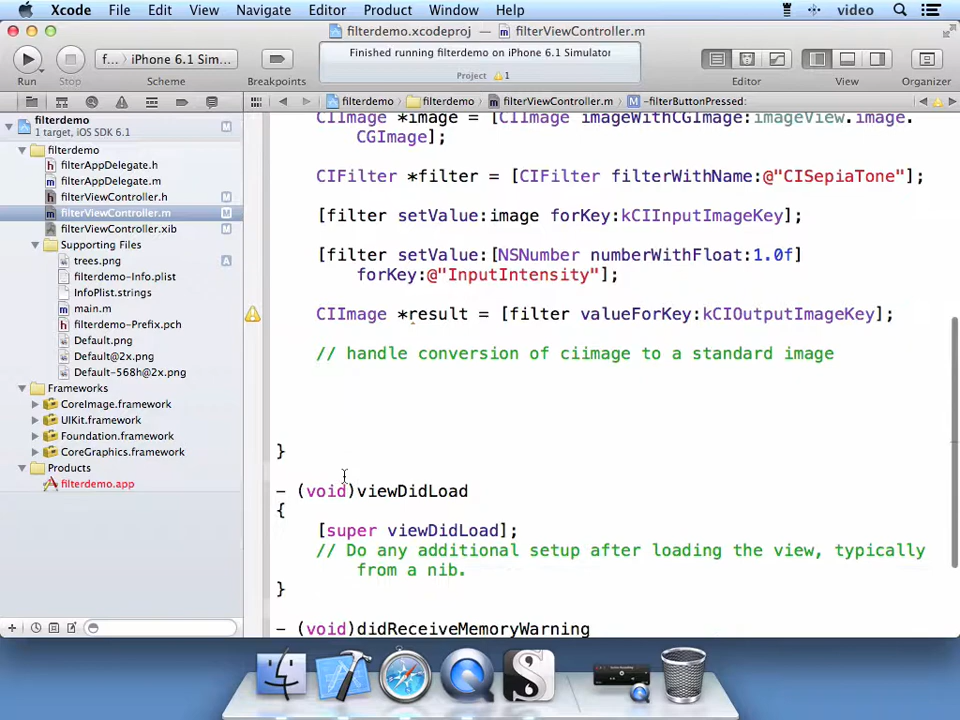 Xcode File Edit View Navigate Editor Product Window Help video
filterdemo.xcodeproj — filterViewController.m
Run Stop f... iPhone 6.1 Sim... Scheme Breakpoints
Finished running filterdemo on iPhone 6.1 Simulator
Project 1
Editor View Organizer
filterdemo filterdemo filterViewController.m M -filterButtonPressed:
filterdemo M
1 target, iOS SDK 6.1
filterdemo
h filterAppDelegate.h
m filterAppDelegate.m
h filterViewController.h M
m filterViewController.m M
filterViewController.xib M
Supporting Files
trees.png A
filterdemo-Info.plist
InfoPlist.strings
m main.m
h filterdemo-Prefix.pch
Default.png
Default@2x.png
Default-568h@2x.png
Frameworks
CoreImage.framework
UIKit.framework
Foundation.framework
CoreGraphics.framework
Products
filterdemo.app
CIImage *image = [CIImage imageWithCGImage:imageView.image.
CGImage];
CIFilter *filter = [CIFilter filterWithName:@"CISepiaTone"];
[filter setValue:image forKey:kCIInputImageKey];
[filter setValue:[NSNumber numberWithFloat:1.0f]
forKey:@"InputIntensity"];
CIImage *result = [filter valueForKey:kCIOutputImageKey];
// handle conversion of ciimage to a standard image
}
- (void)viewDidLoad
{
[super viewDidLoad];
// Do any additional setup after loading the view, typically
from a nib.
}
- (void)didReceiveMemoryWarning